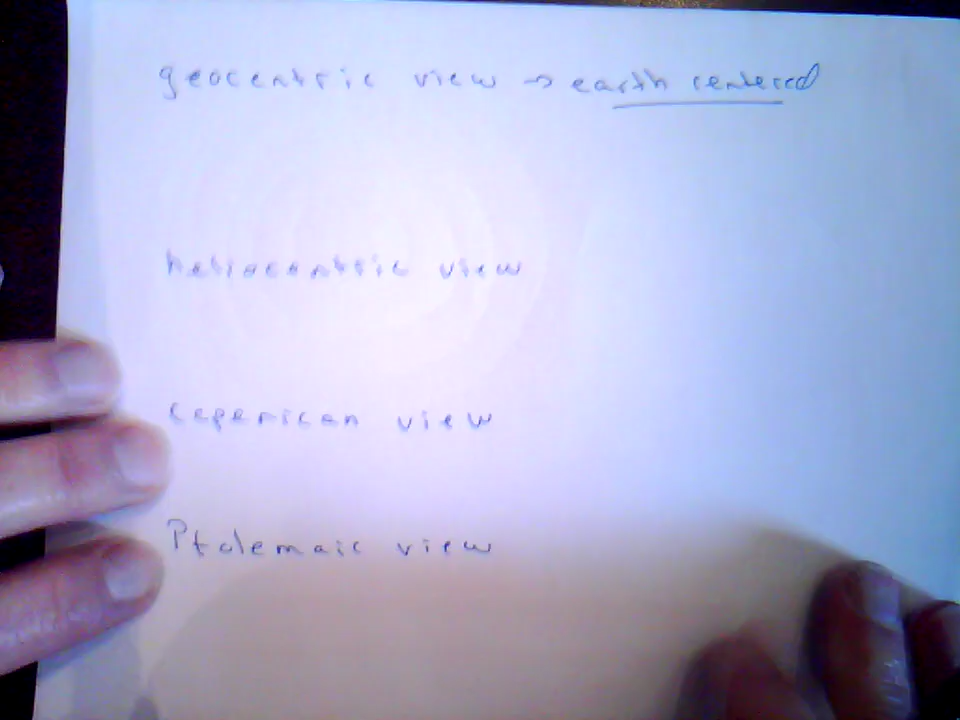 geocentric view → earth centered
heliocentric view
Copernican view
Ptolemaic view